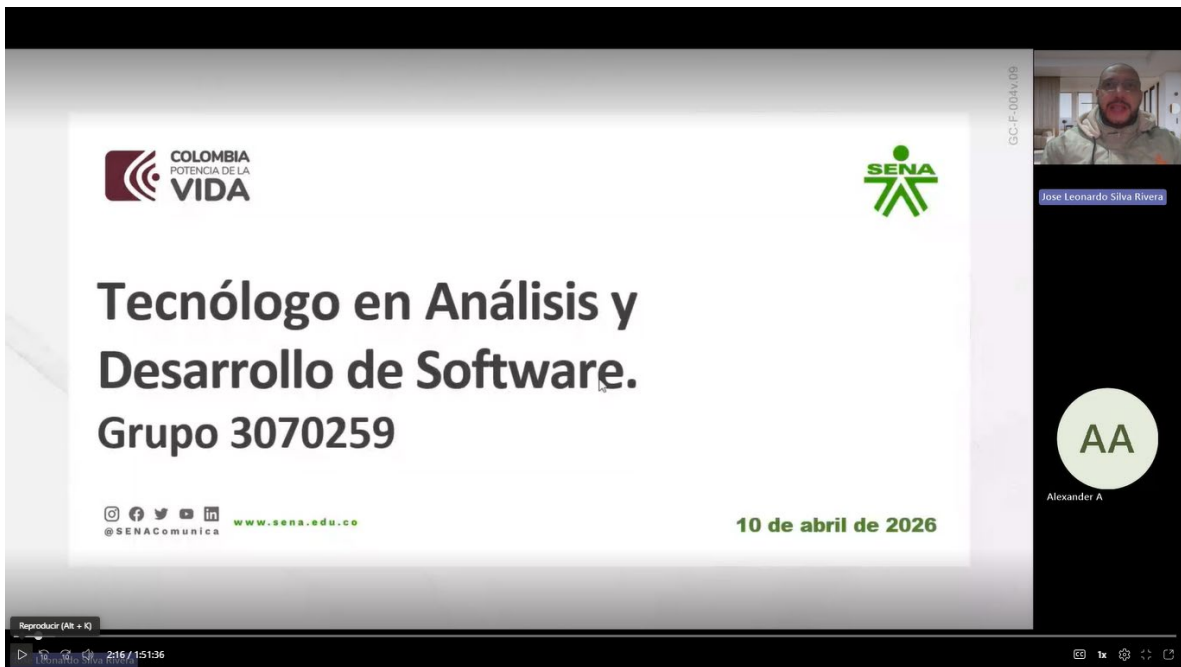 COLOMBIA
POTENCIA DE LA
VIDA
SENA
GC-F-004v.09
Tecnólogo en Análisis y
Desarrollo de Software.
Grupo 3070259
@SENAComunica
www.sena.edu.co
10 de abril de 2026
Jose Leonardo Silva Rivera
AA
Alexander A
Reproducir (Alt + K)
2:16 / 1:51:36
Leonardo Silva Rivera
CC
1x